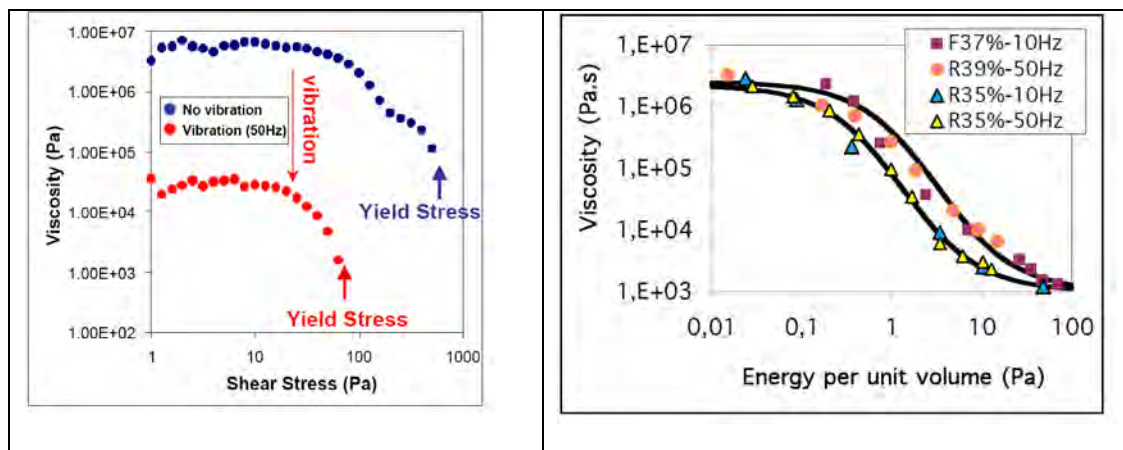 1.00E+07
1.00E+06
1.00E+05
1.00E+04
1.00E+03
1.00E+02
Viscosity (Pa)
No vibration
Vibration (50Hz)
vibration
Yield Stress
Yield Stress
1 10 100 1000
Shear Stress (Pa)
1,E+07
1,E+06
1,E+05
1,E+04
1,E+03
Viscosity (Pa.s)
F37%-10Hz
R39%-50Hz
R35%-10Hz
R35%-50Hz
0,01 0,1 1 10 100
Energy per unit volume (Pa)